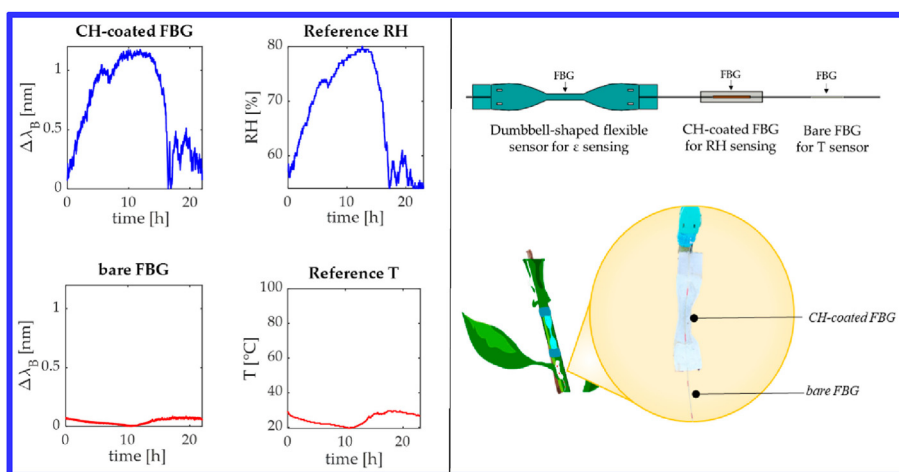 CH-coated FBG
Δλ_B [nm]
1
0.5
0
0
10
20
time [h]
Reference RH
RH [%]
80
70
60
0
10
20
time [h]
bare FBG
Δλ_B [nm]
1
0.5
0
0
10
20
time [h]
Reference T
T [°C]
100
80
60
40
20
0
10
20
time [h]
FBG
FBG
FBG
Dumbbell-shaped flexible
sensor for ε sensing
CH-coated FBG
for RH sensing
Bare FBG
for T sensor
CH-coated FBG
bare FBG